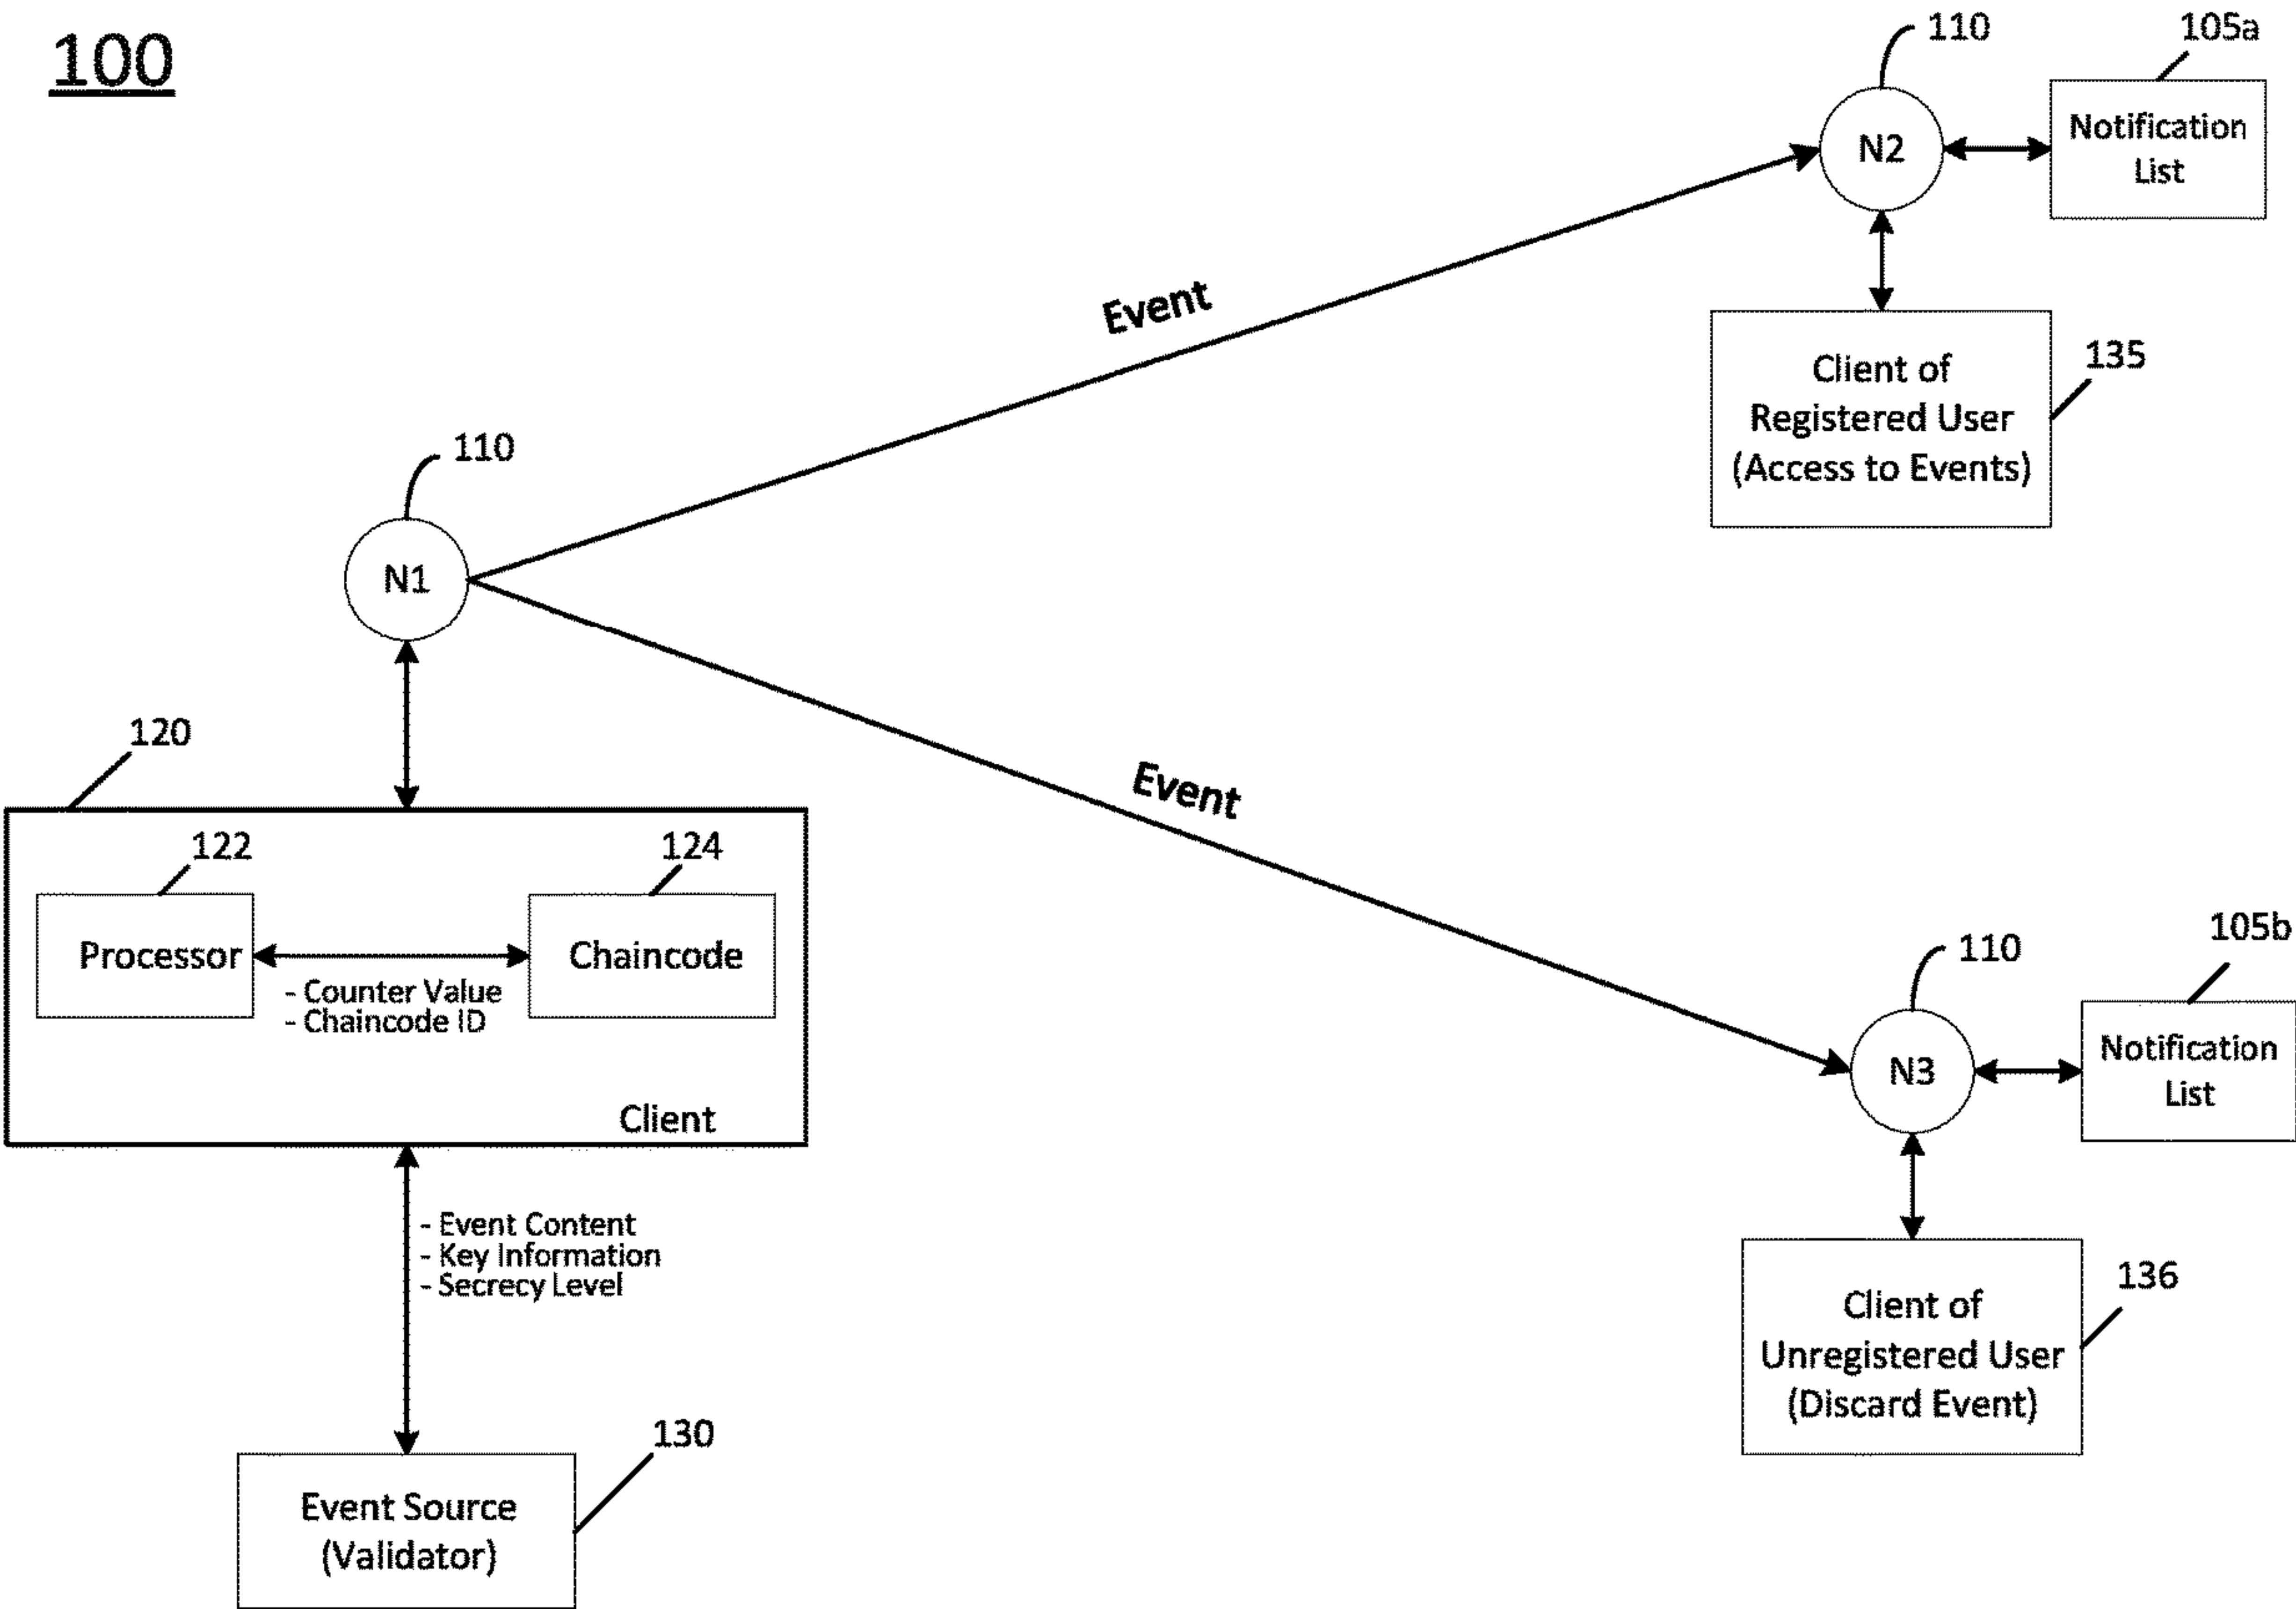 100
110
105a
N2
Notification
List
Event
Client of
Registered User
(Access to Events)
135
110
N1
Event
120
122
124
Processor
Chaincode
- Counter Value
- Chaincode ID
Client
110
105b
N3
Notification
List
- Event Content
- Key Information
- Secrecy Level
Client of
Unregistered User
(Discard Event)
136
130
Event Source
(Validator)